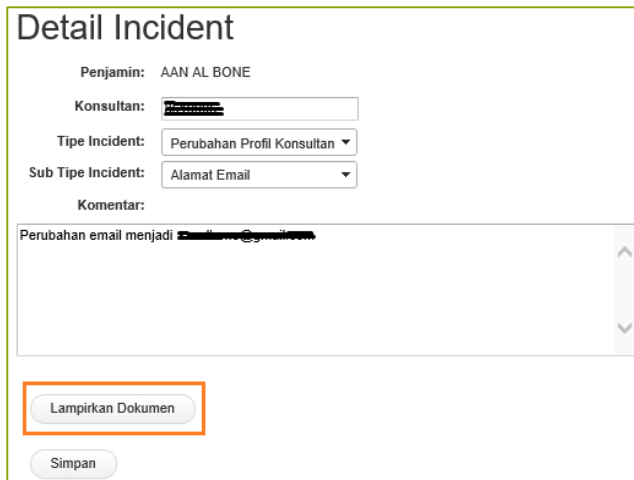 Detail Incident
Penjamin: AAN AL BONE
Konsultan:
Tipe Incident: Perubahan Profil Konsultan
Sub Tipe Incident: Alamat Email
Komentar:
Perubahan email menjadi
Lampirkan Dokumen
Simpan